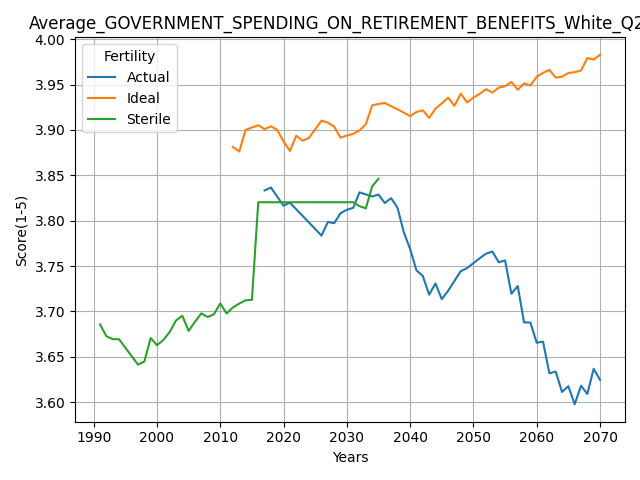 Average_GOVERNMENT_SPENDING_ON_RETIREMENT_BENEFITS_White_Q2
Fertility
Actual
Ideal
Sterile
Score(1-5)
4.00
3.95
3.90
3.85
3.80
3.75
3.70
3.65
3.60
1990 2000 2010 2020 2030 2040 2050 2060 2070
Years